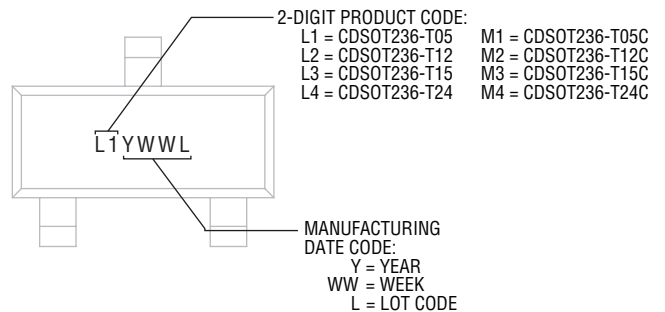 2-DIGIT PRODUCT CODE:
L1 = CDSOT236-T05 M1 = CDSOT236-T05C
L2 = CDSOT236-T12 M2 = CDSOT236-T12C
L3 = CDSOT236-T15 M3 = CDSOT236-T15C
L4 = CDSOT236-T24 M4 = CDSOT236-T24C
L1YWWL
MANUFACTURING
DATE CODE:
Y = YEAR
WW = WEEK
L = LOT CODE